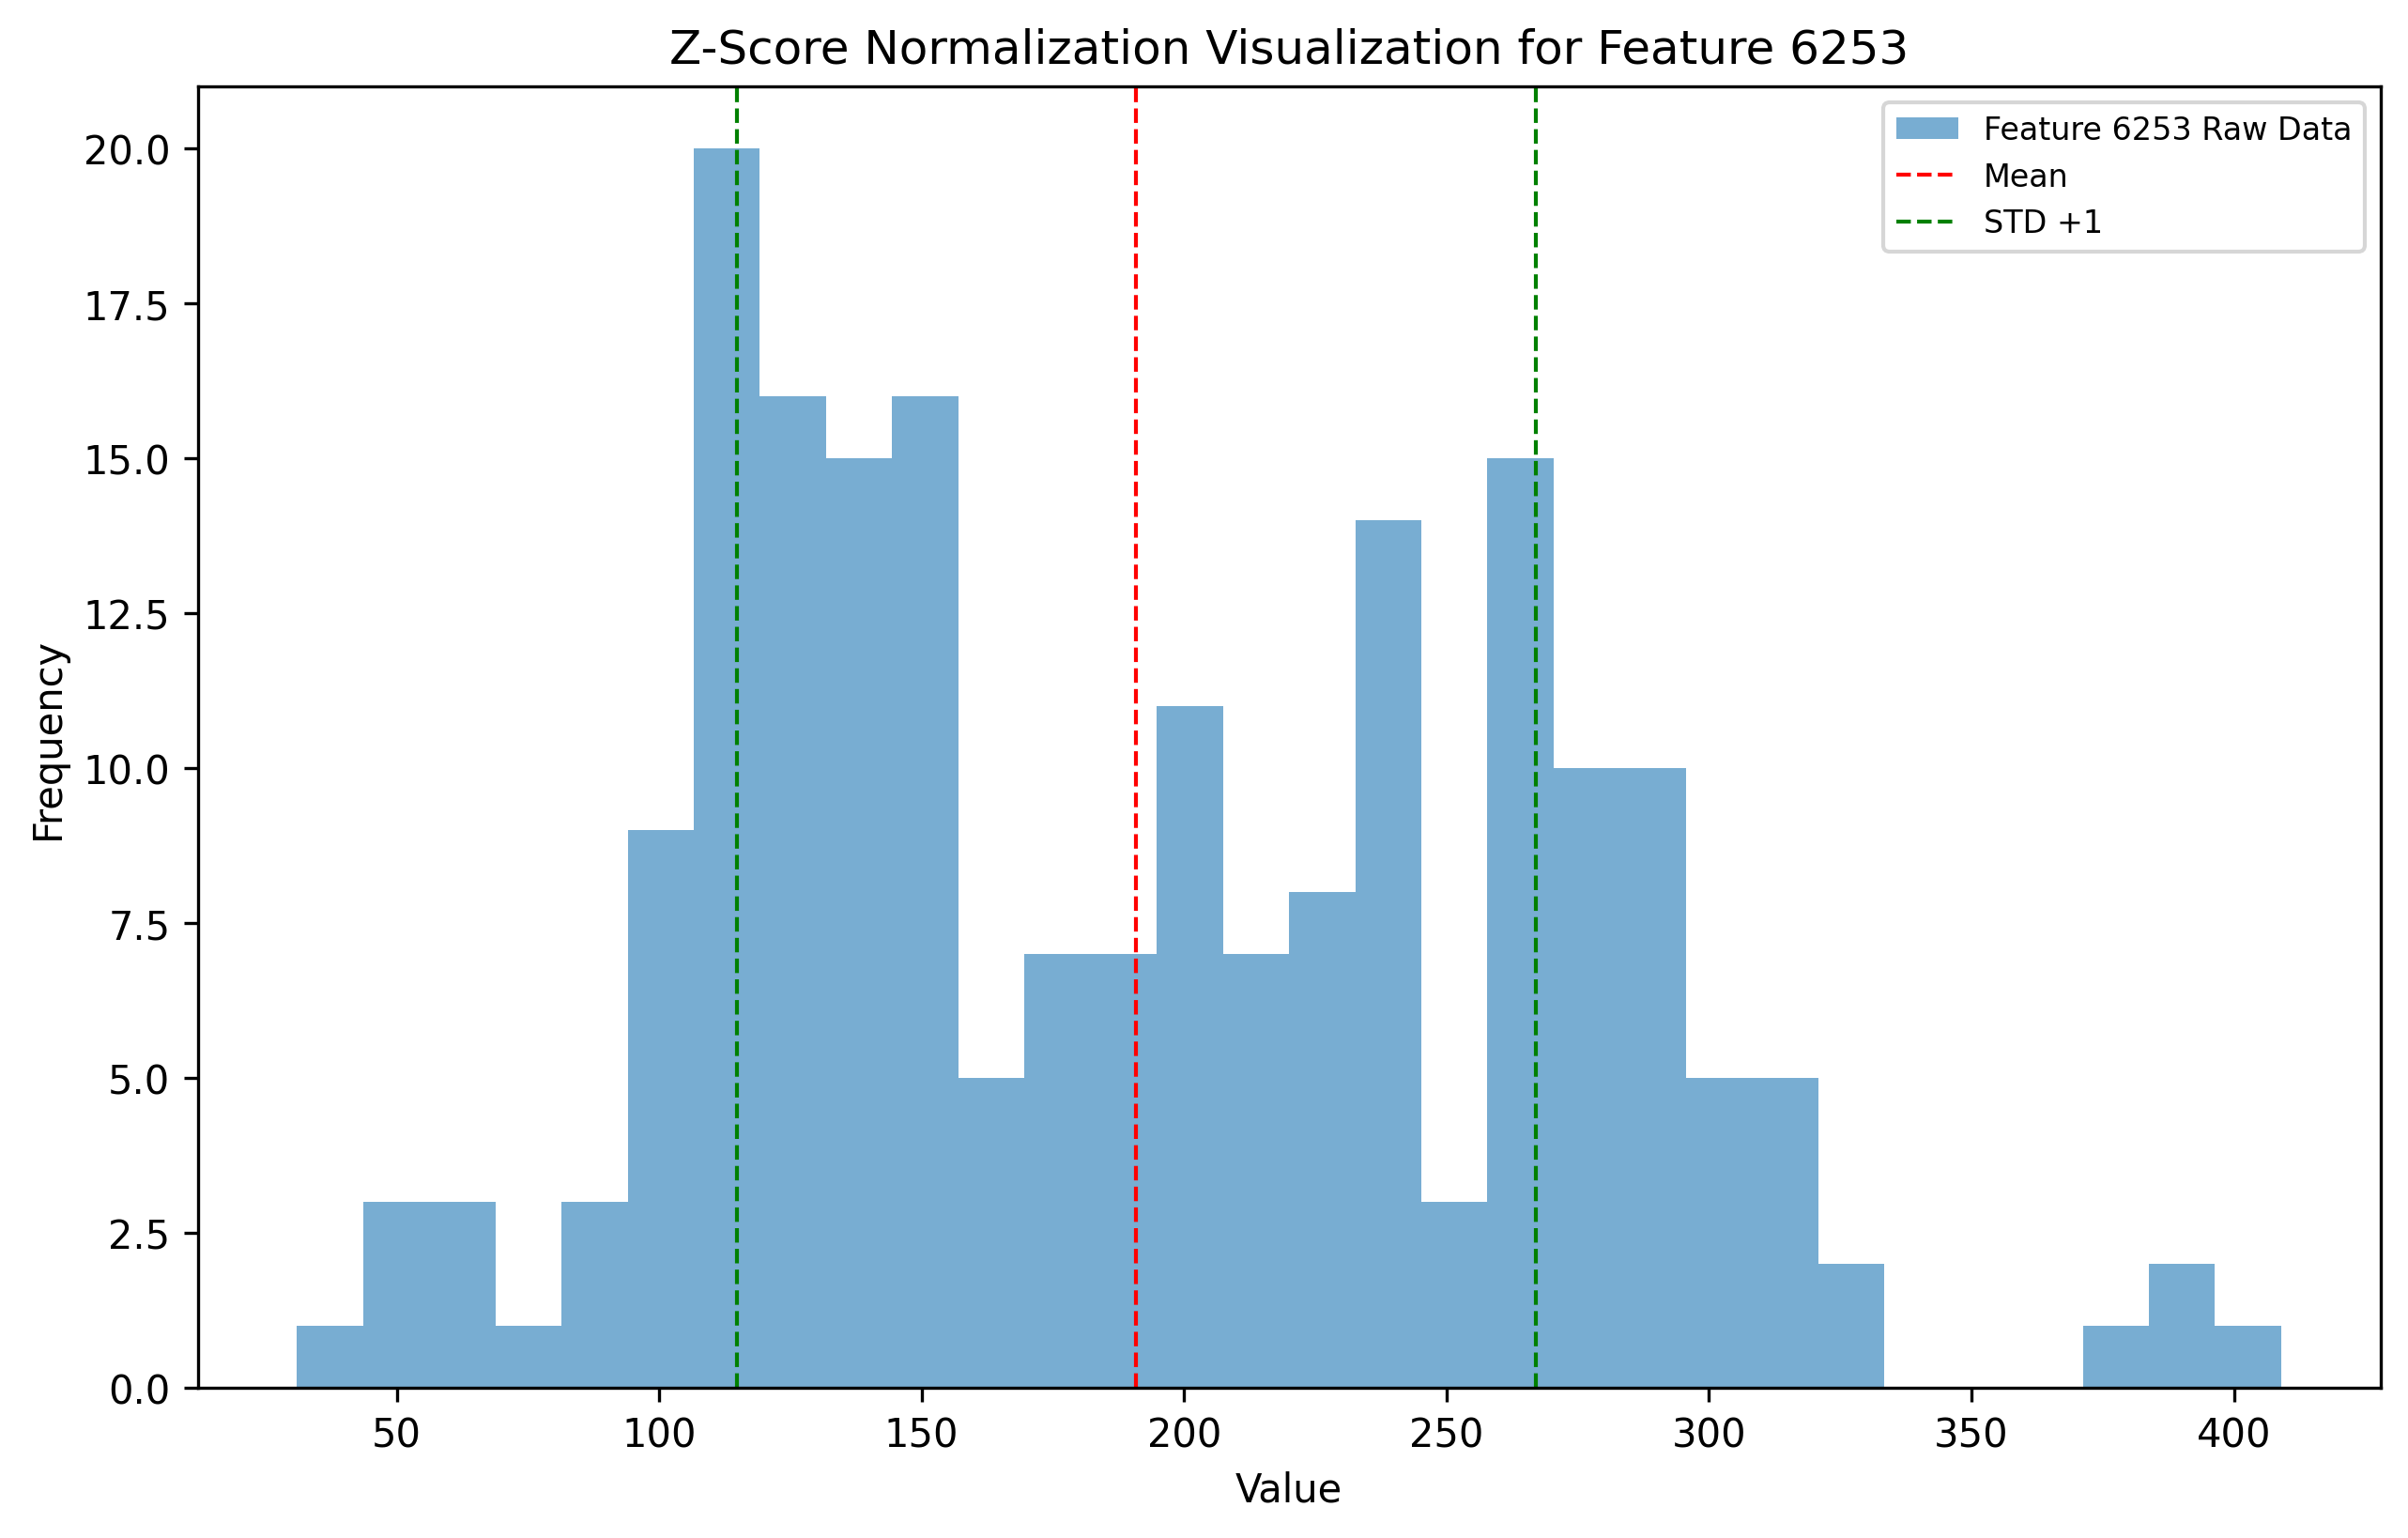 Z-Score Normalization Visualization for Feature 6253
Feature 6253 Raw Data
Mean
STD +1
Frequency
20.0
17.5
15.0
12.5
10.0
7.5
5.0
2.5
0.0
50 100 150 200 250 300 350 400
Value